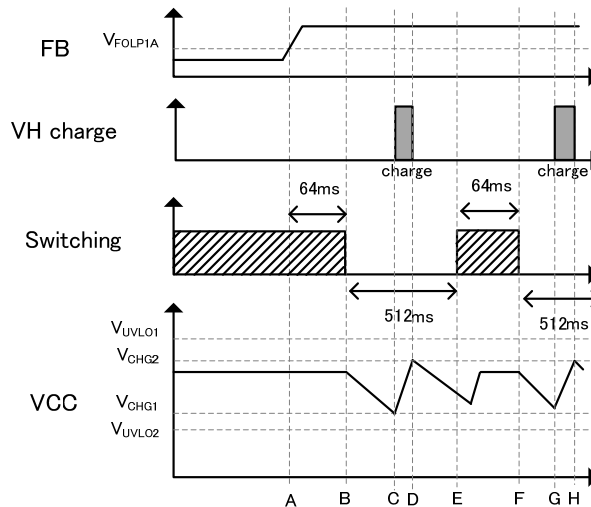 FB
VFOLP1A
VH charge
charge
charge
64ms
64ms
Switching
512ms
512ms
VUVLO1
VCHG2
VCC
VCHG1
VUVLO2
A B C D E F G H